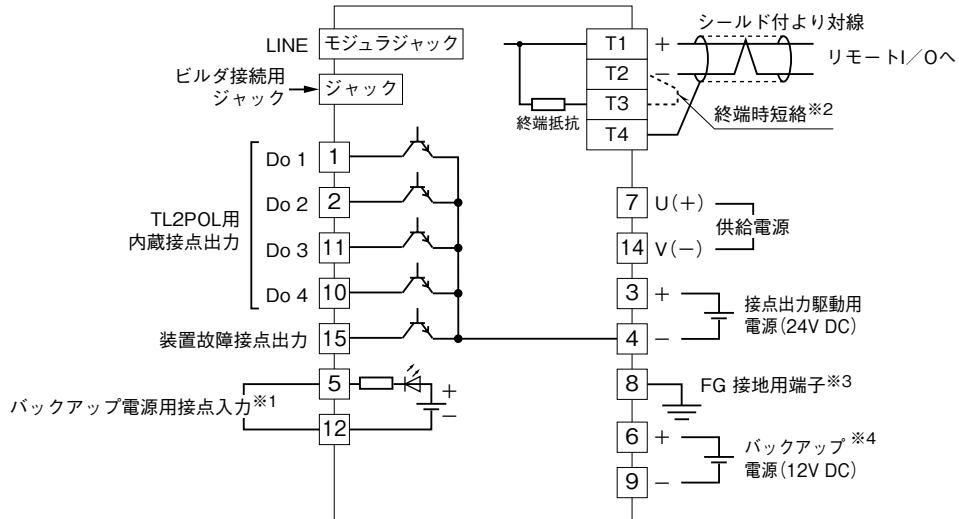 LINE
モジュラジャック
ビルダ接続用
ジャック
ジャック
TL2POL用
内蔵接点出力
Do 1
1
Do 2
2
Do 3
11
Do 4
10
装置故障接点出力
15
バックアップ電源用接点入力※1
5
12
+
−
T1
T2
T3
T4
+
−
終端抵抗
シールド付より対線
リモートI／Oへ
終端時短絡※2
7
U(+)
14
V(−)
供給電源
3
+
4
−
接点出力駆動用
電源(24V DC)
8
FG 接地用端子※3
6
+
9
−
バックアップ ※4
電源(12V DC)